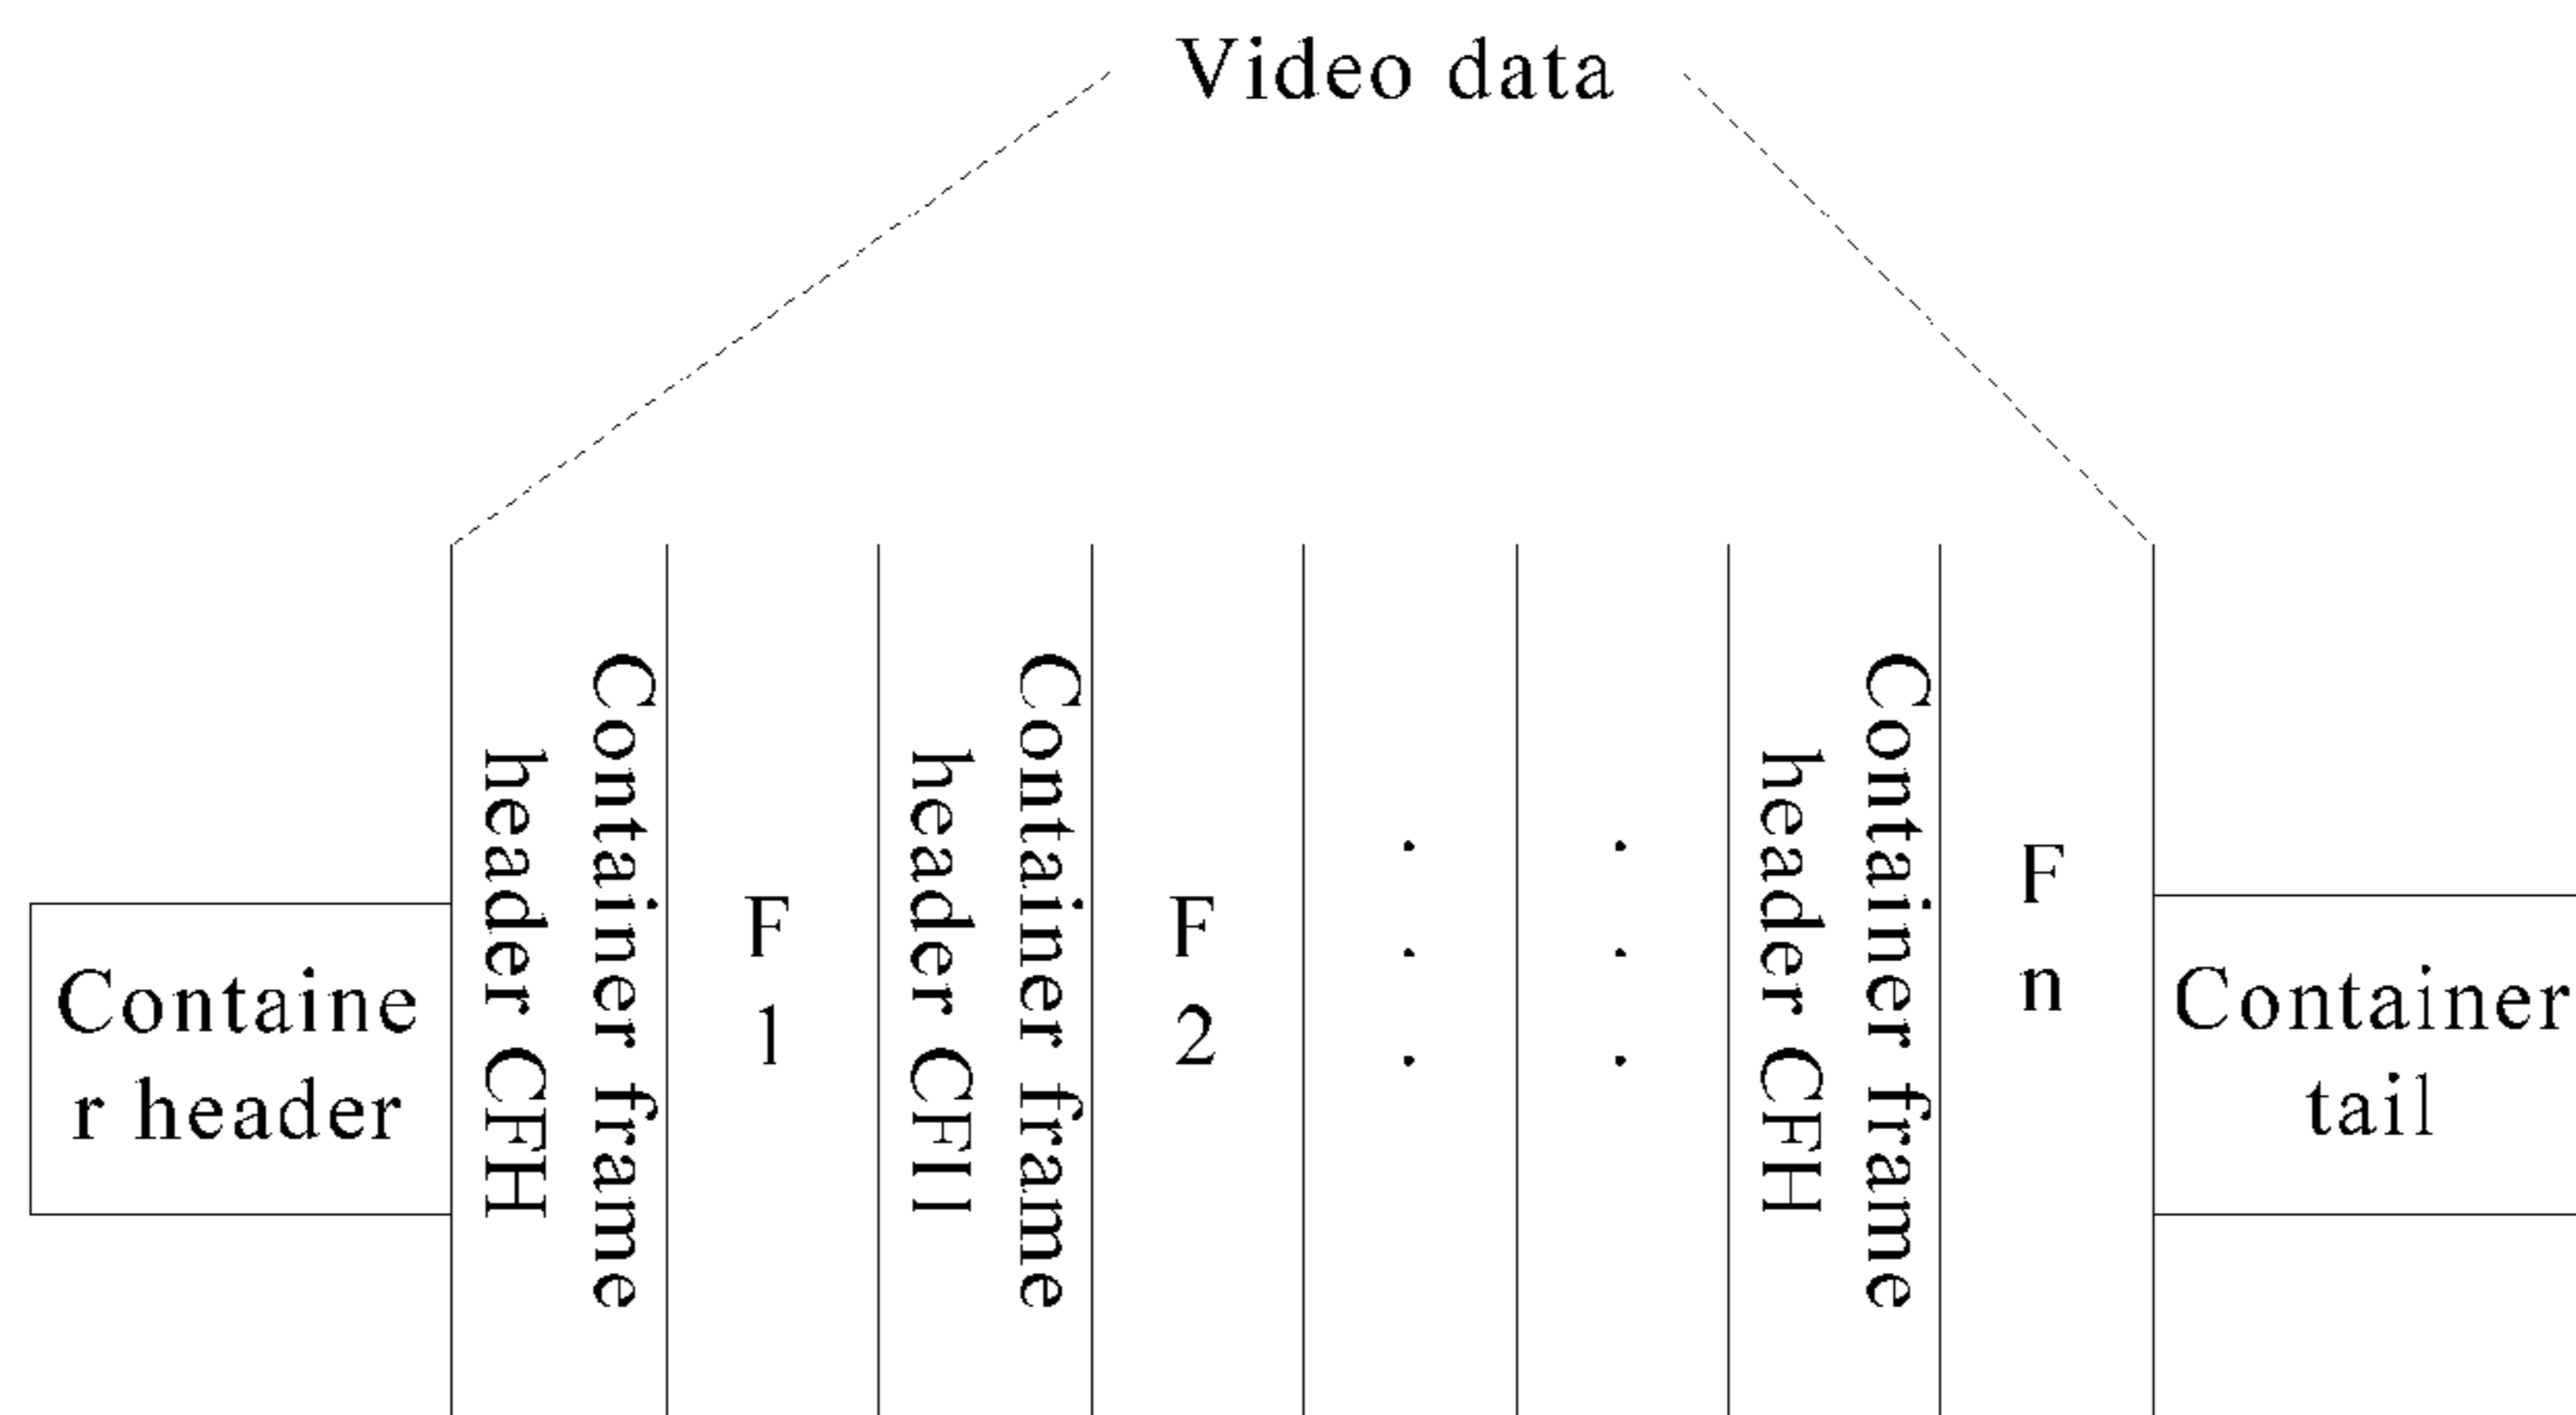 Video data
Containe
r header
Container frame
header CFH
F
1
Container frame
header CFH
F
2
.
.
.
.
.
.
Container frame
header CFH
F
n
Container
tail